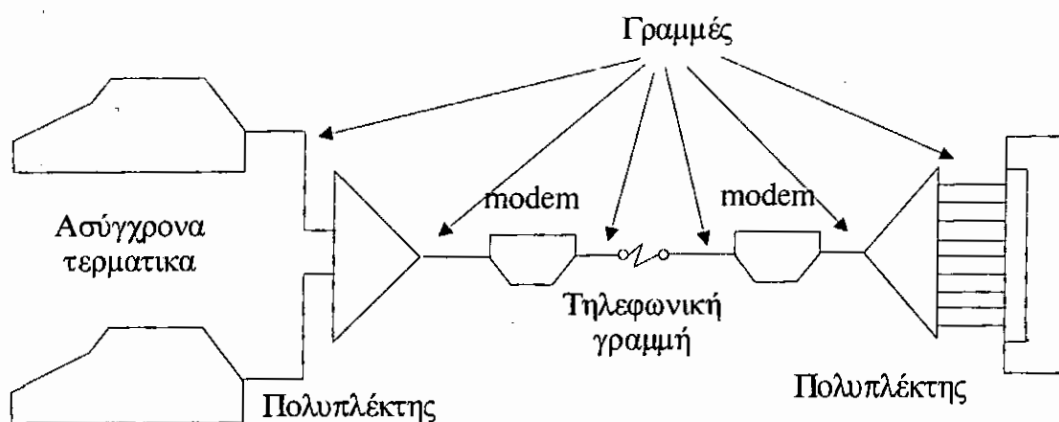 Γραμμές
modem
modem
Ασύγχρονα
τερματικα
Τηλεφωνική
γραμμή
Πολυπλέκτης
Πολυπλέκτης